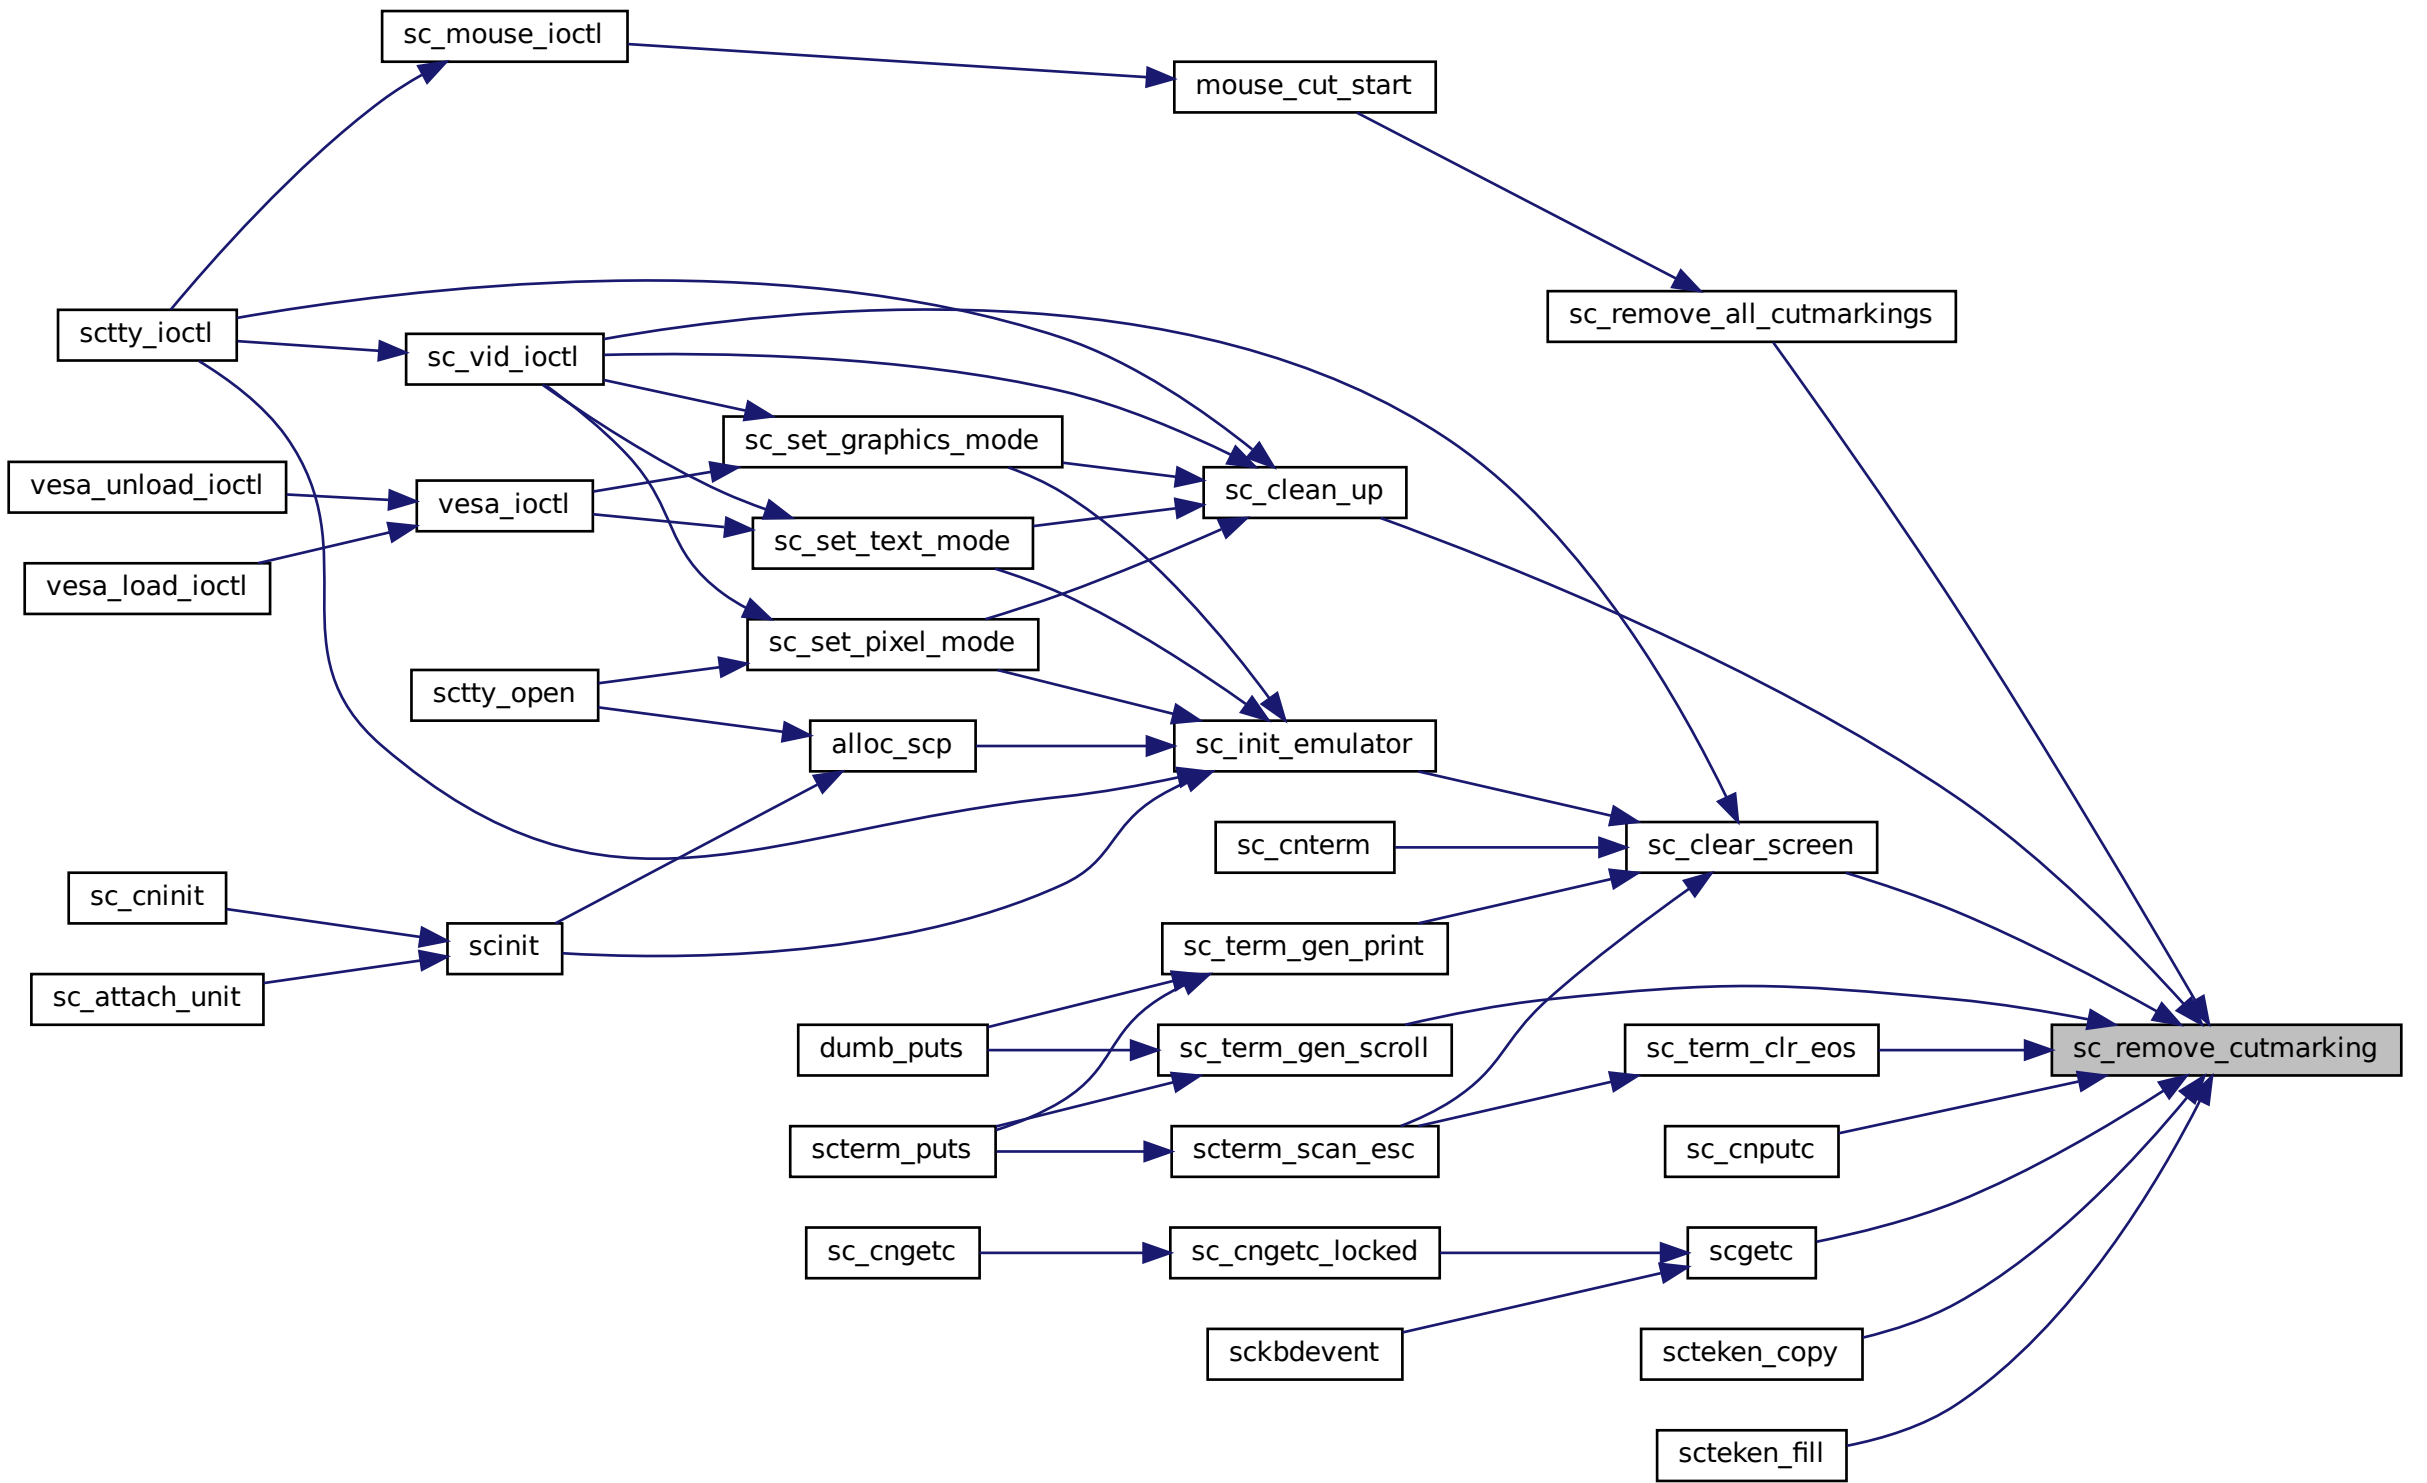 sc_mouse_ioctl
mouse_cut_start
sc_remove_all_cutmarkings
sctty_ioctl
sc_vid_ioctl
sc_set_graphics_mode
vesa_unload_ioctl
vesa_ioctl
sc_clean_up
sc_set_text_mode
vesa_load_ioctl
sc_set_pixel_mode
sctty_open
alloc_scp
sc_init_emulator
sc_cnterm
sc_clear_screen
sc_cninit
scinit
sc_term_gen_print
sc_attach_unit
dumb_puts
sc_term_gen_scroll
sc_term_clr_eos
sc_remove_cutmarking
scterm_puts
scterm_scan_esc
sc_cnputc
sc_cngetc
sc_cngetc_locked
scgetc
sckbdevent
scteken_copy
scteken_fill